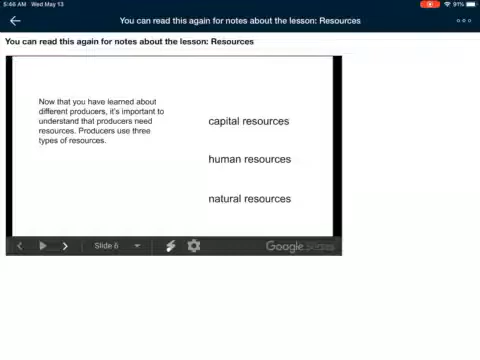 5:46 AM Wed May 13
91%
You can read this again for notes about the lesson: Resources
You can read this again for notes about the lesson: Resources
Now that you have learned about
different producers, it's important to
understand that producers need
resources. Producers use three
types of resources.
capital resources
human resources
natural resources
Slide 6
Google Slides